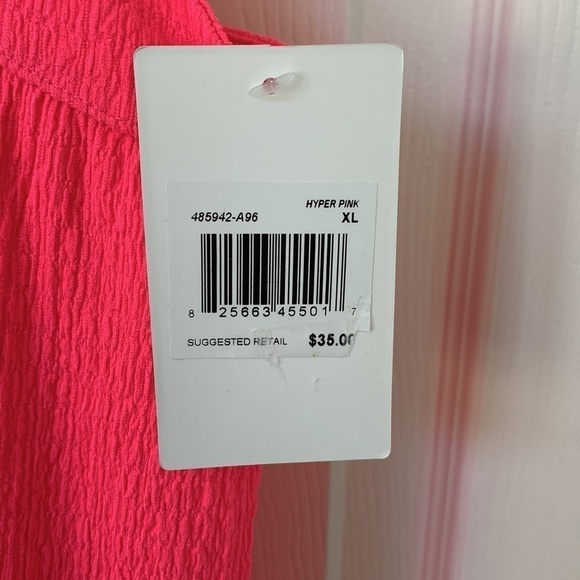 HYPER PINK
485942-A96 XL
8 25663 45501 7
SUGGESTED RETAIL $35.00